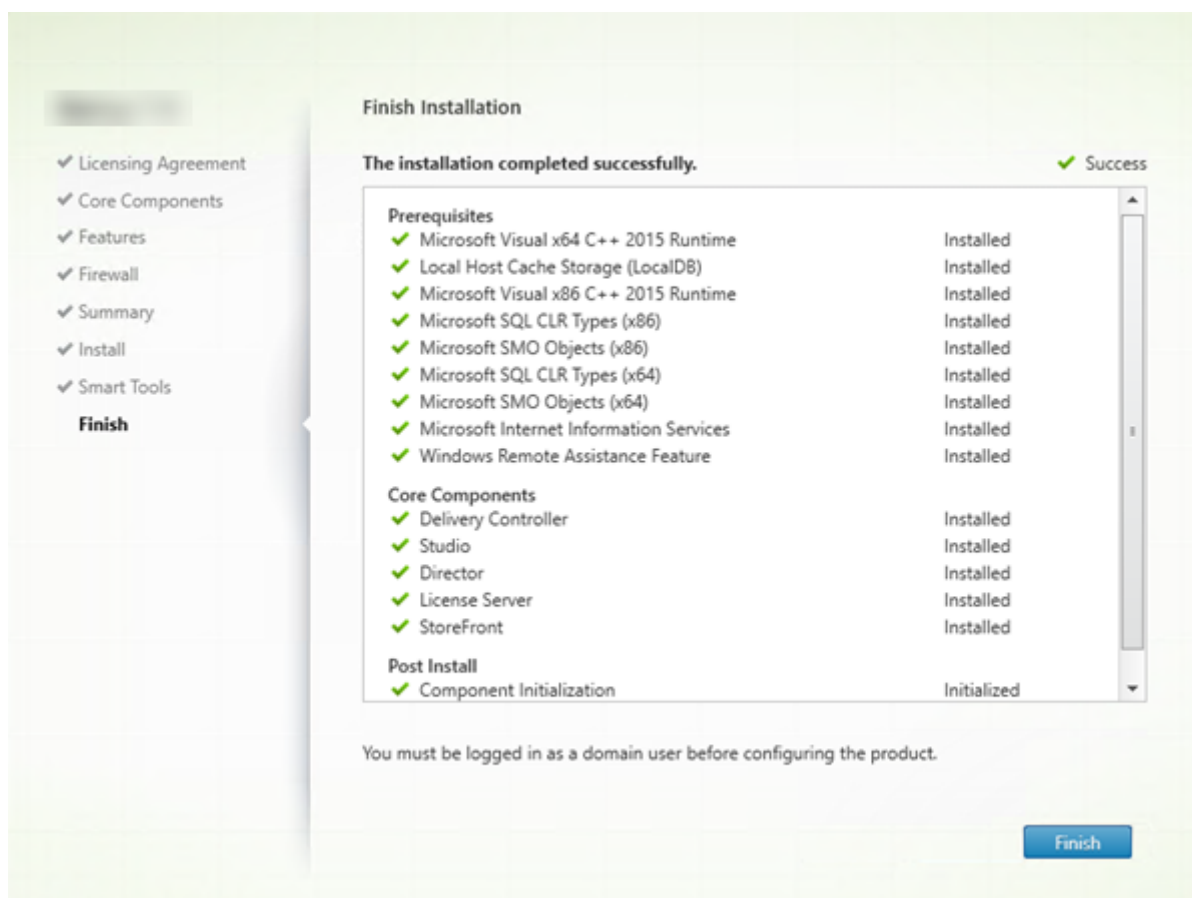 Finish Installation
Licensing Agreement
Core Components
Features
Firewall
Summary
Install
Smart Tools
Finish
The installation completed successfully. Success
Prerequisites
Microsoft Visual x64 C++ 2015 Runtime Installed
Local Host Cache Storage (LocalDB) Installed
Microsoft Visual x86 C++ 2015 Runtime Installed
Microsoft SQL CLR Types (x86) Installed
Microsoft SMO Objects (x86) Installed
Microsoft SQL CLR Types (x64) Installed
Microsoft SMO Objects (x64) Installed
Microsoft Internet Information Services Installed
Windows Remote Assistance Feature Installed
Core Components
Delivery Controller Installed
Studio Installed
Director Installed
License Server Installed
StoreFront Installed
Post Install
Component Initialization Initialized
You must be logged in as a domain user before configuring the product.
Finish